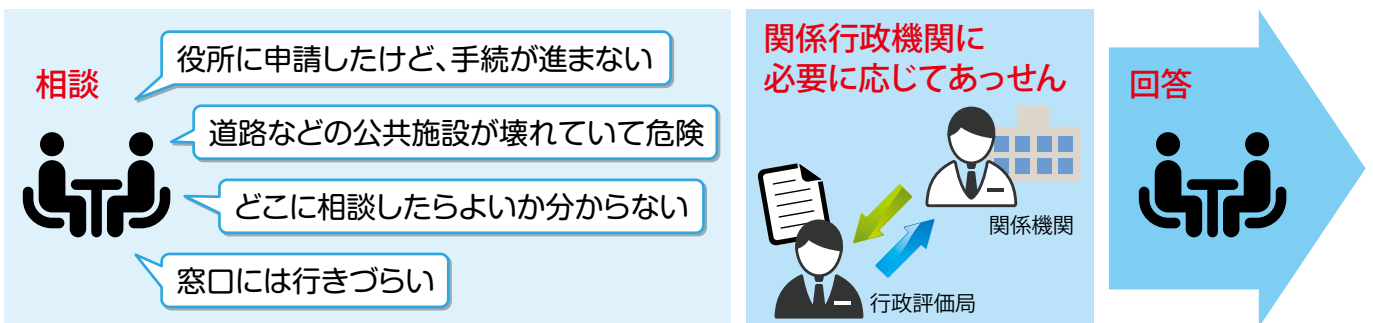 相談
役所に申請したけど、手続が進まない
道路などの公共施設が壊れていて危険
どこに相談したらよいか分からない
窓口には行きづらい
関係行政機関に
必要に応じてあっせん
関係機関
行政評価局
回答